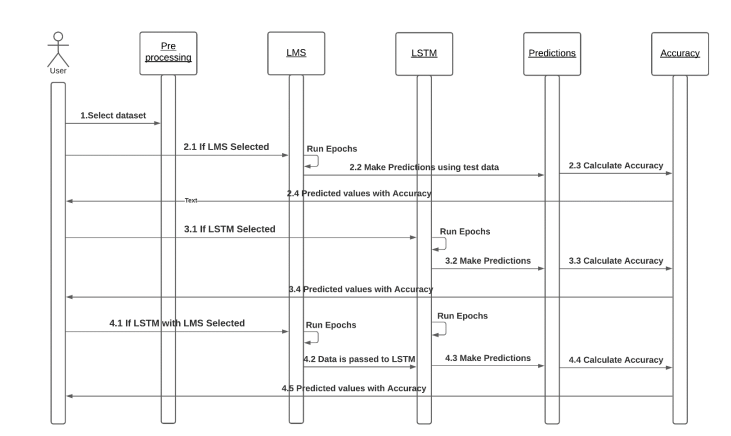 User
Pre
processing
LMS
LSTM
Predictions
Accuracy
1.Select dataset
2.1 If LMS Selected
Run Epochs
2.2 Make Predictions using test data
2.3 Calculate Accuracy
2.4 Predicted values with Accuracy
Text
3.1 If LSTM Selected
Run Epochs
3.2 Make Predictions
3.3 Calculate Accuracy
3.4 Predicted values with Accuracy
4.1 If LSTM with LMS Selected
Run Epochs
Run Epochs
4.2 Data is passed to LSTM
4.3 Make Predictions
4.4 Calculate Accuracy
4.5 Predicted values with Accuracy